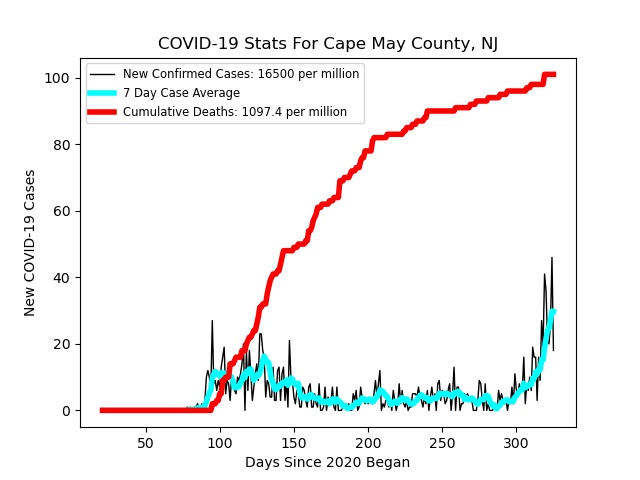 COVID-19 Stats For Cape May County, NJ
New Confirmed Cases: 16500 per million
7 Day Case Average
Cumulative Deaths: 1097.4 per million
New COVID-19 Cases
100
80
60
40
20
0
50 100 150 200 250 300
Days Since 2020 Began